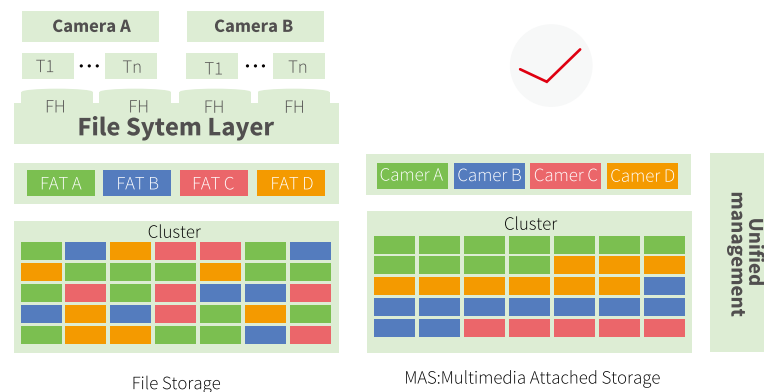 Camera A
Camera B
T1 ••• Tn
T1 ••• Tn
FH FH FH FH
File Sytem Layer
FAT A FAT B FAT C FAT D
Cluster
File Storage
Camer A Camer B Camer C Camer D
Cluster
MAS:Multimedia Attached Storage
Unified
management